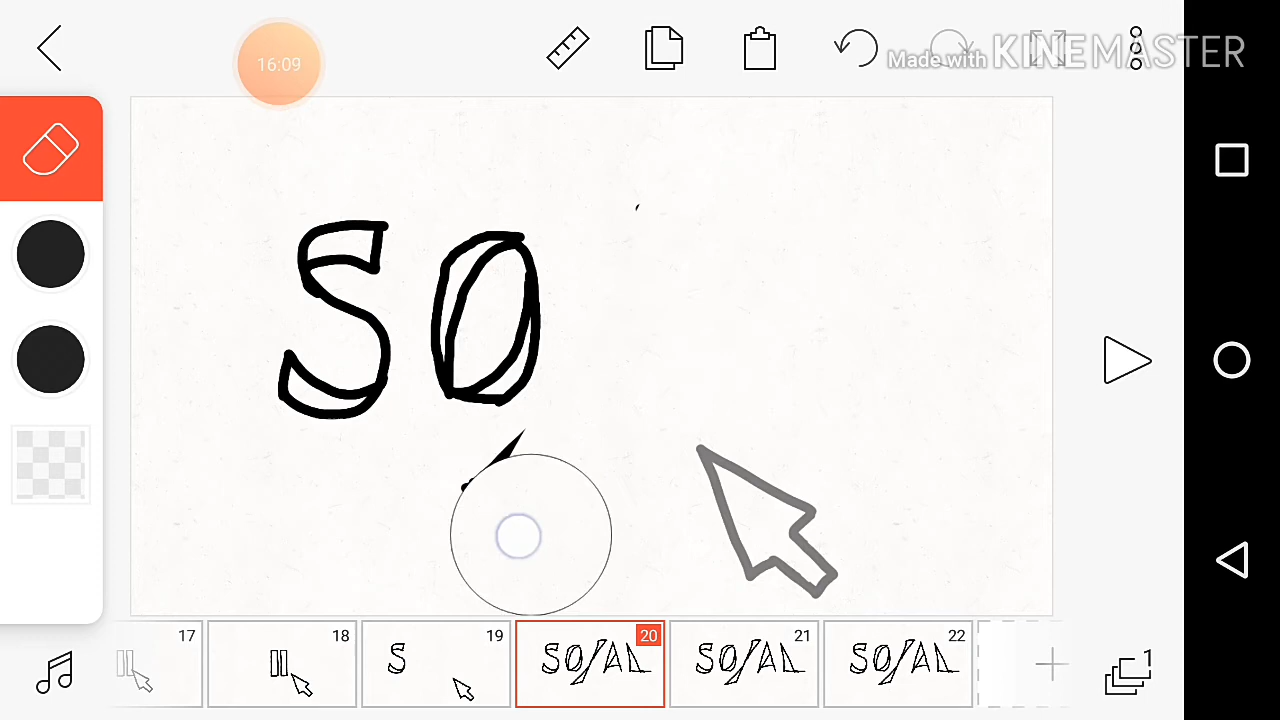 16:09
Made with KINEMASTER
SO
1
17 18 19 20 21 22
S SO/AL SO/AL SO/AL